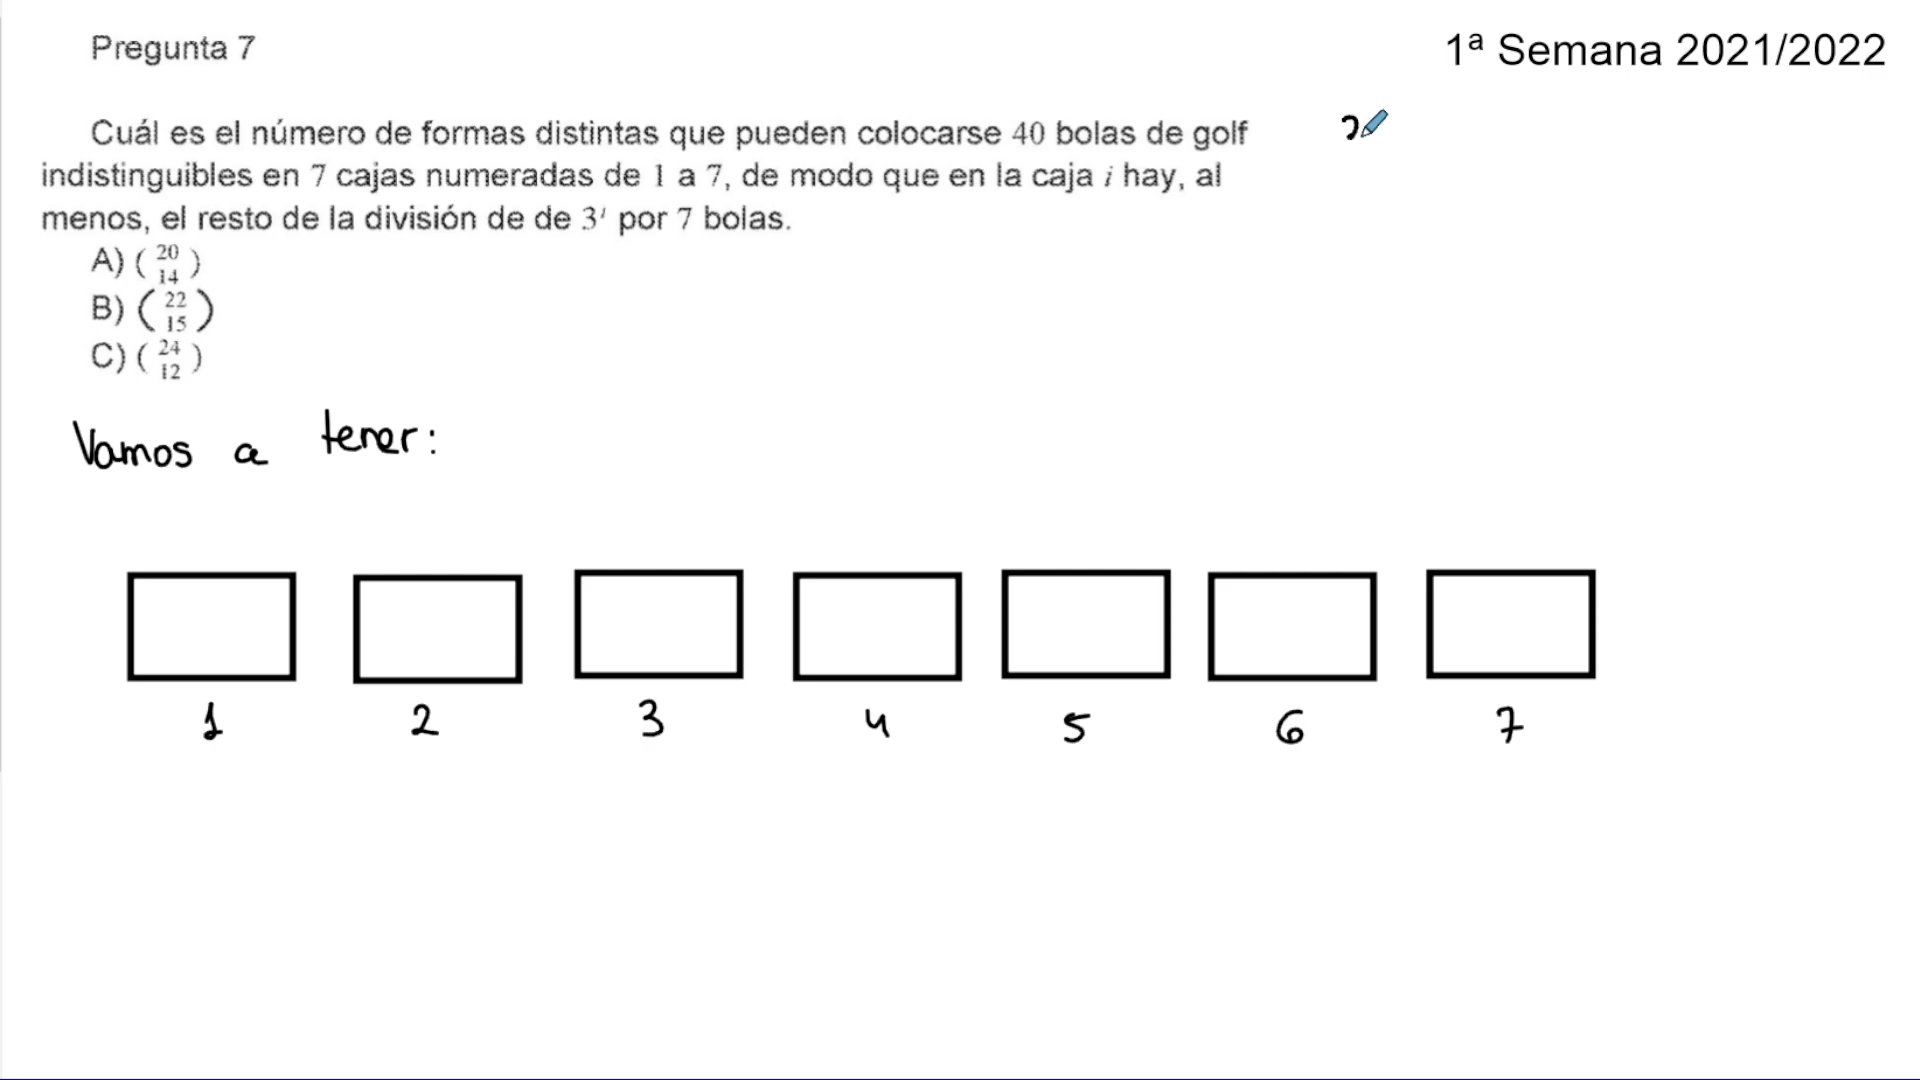 Pregunta 7
1ª Semana 2021/2022
Cuál es el número de formas distintas que pueden colocarse 40 bolas de golf
indistinguibles en 7 cajas numeradas de 1 a 7, de modo que en la caja i hay, al
menos, el resto de la división de de 3ⁱ por 7 bolas.
A) ( 20 14 )
B) ( 22 15 )
C) ( 24 12 )
Vamos a tener:
1 2 3 4 5 6 7